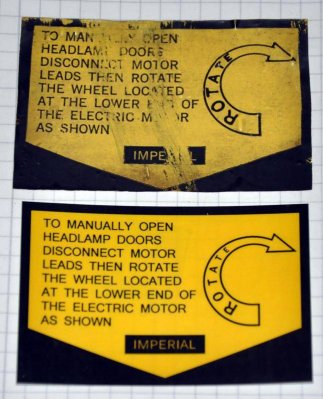 TO MANUALLY OPEN
HEADLAMP DOORS
DISCONNECT MOTOR
LEADS THEN ROTATE
THE WHEEL LOCATED
AT THE LOWER END OF
THE ELECTRIC MOTOR
AS SHOWN
ROTATE
IMPERIAL
TO MANUALLY OPEN
HEADLAMP DOORS
DISCONNECT MOTOR
LEADS THEN ROTATE
THE WHEEL LOCATED
AT THE LOWER END OF
THE ELECTRIC MOTOR
AS SHOWN
ROTATE
IMPERIAL